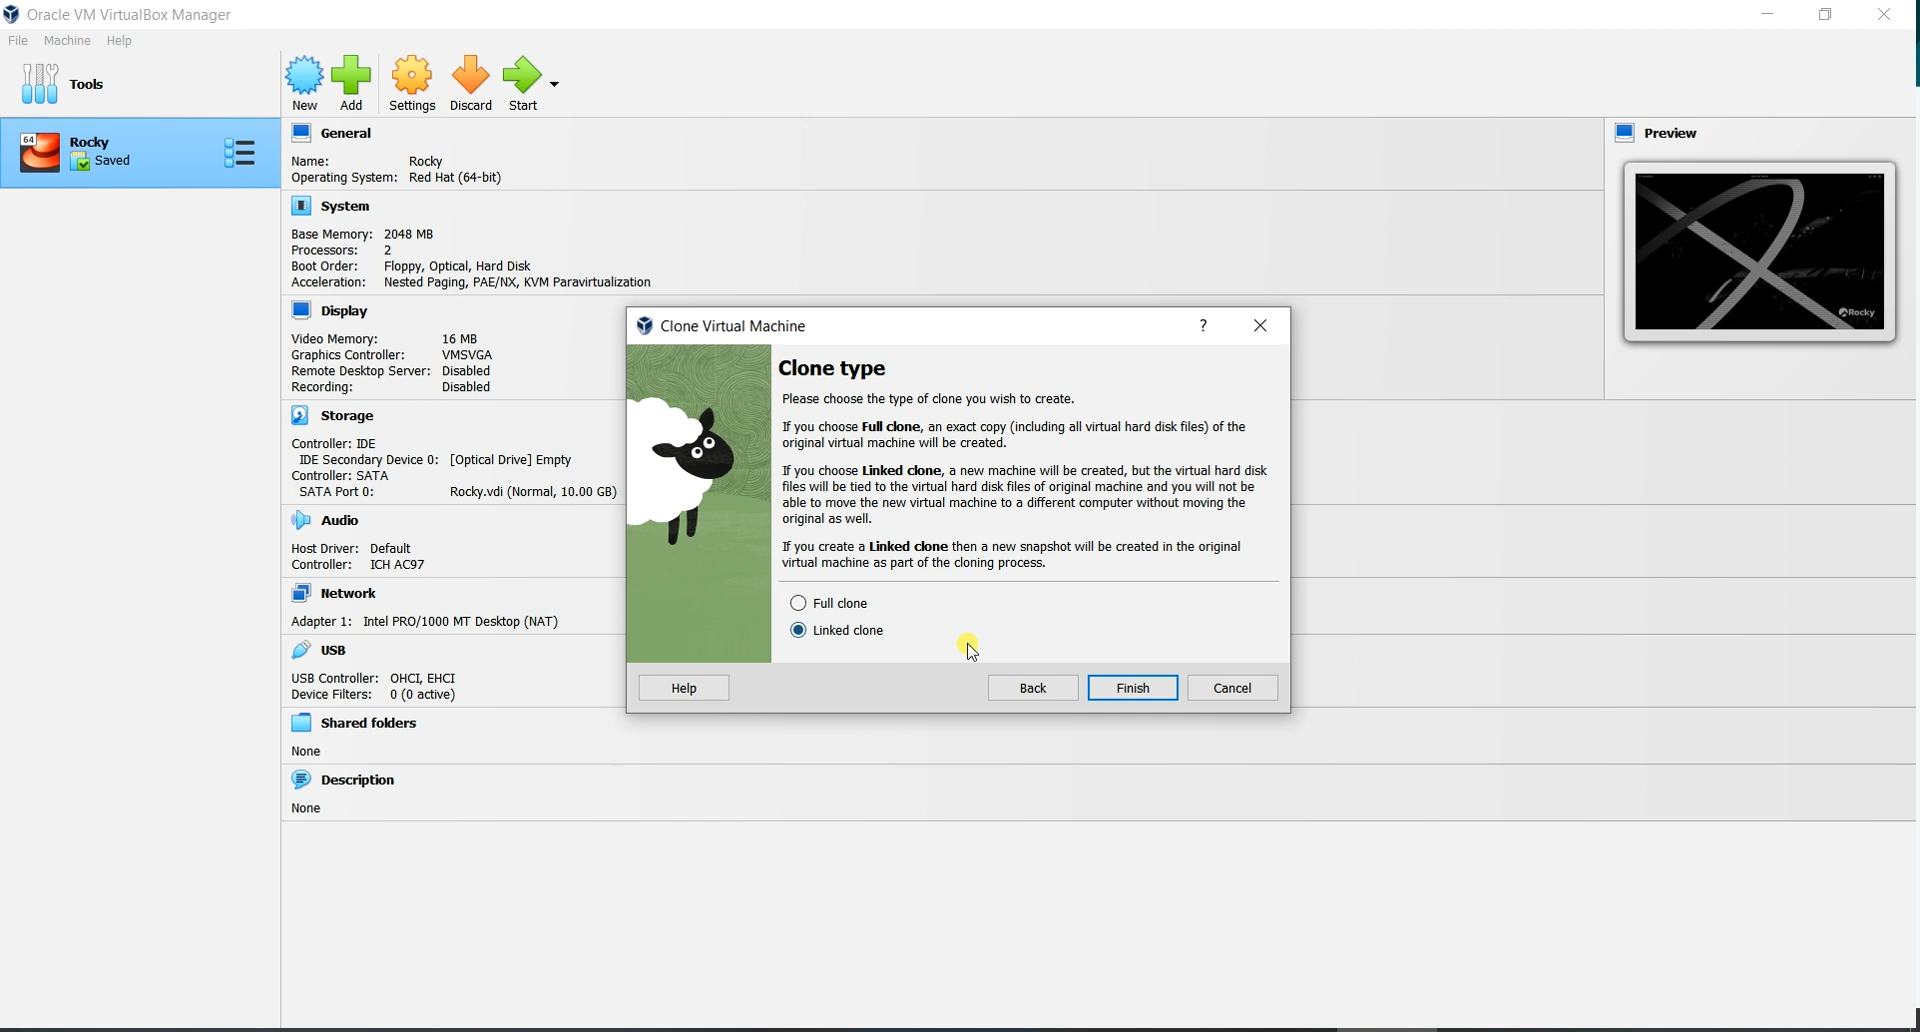 Oracle VM VirtualBox Manager
File Machine Help
Tools
New Add Settings Discard Start
64 Rocky
Saved
General
Name: Rocky
Operating System: Red Hat (64-bit)
System
Base Memory: 2048 MB
Processors: 2
Boot Order: Floppy, Optical, Hard Disk
Acceleration: Nested Paging, PAE/NX, KVM Paravirtualization
Display
Video Memory: 16 MB
Graphics Controller: VMSVGA
Remote Desktop Server: Disabled
Recording: Disabled
Storage
Controller: IDE
IDE Secondary Device 0: [Optical Drive] Empty
Controller: SATA
SATA Port 0: Rocky.vdi (Normal, 10.00 GB)
Audio
Host Driver: Default
Controller: ICH AC97
Network
Adapter 1: Intel PRO/1000 MT Desktop (NAT)
USB
USB Controller: OHCI, EHCI
Device Filters: 0 (0 active)
Shared folders
None
Description
None
Preview
Rocky
Clone Virtual Machine ?
Clone type
Please choose the type of clone you wish to create.
If you choose Full clone, an exact copy (including all virtual hard disk files) of the
original virtual machine will be created.
If you choose Linked clone, a new machine will be created, but the virtual hard disk
files will be tied to the virtual hard disk files of original machine and you will not be
able to move the new virtual machine to a different computer without moving the
original as well.
If you create a Linked clone then a new snapshot will be created in the original
virtual machine as part of the cloning process.
Full clone
Linked clone
Help Back Finish Cancel